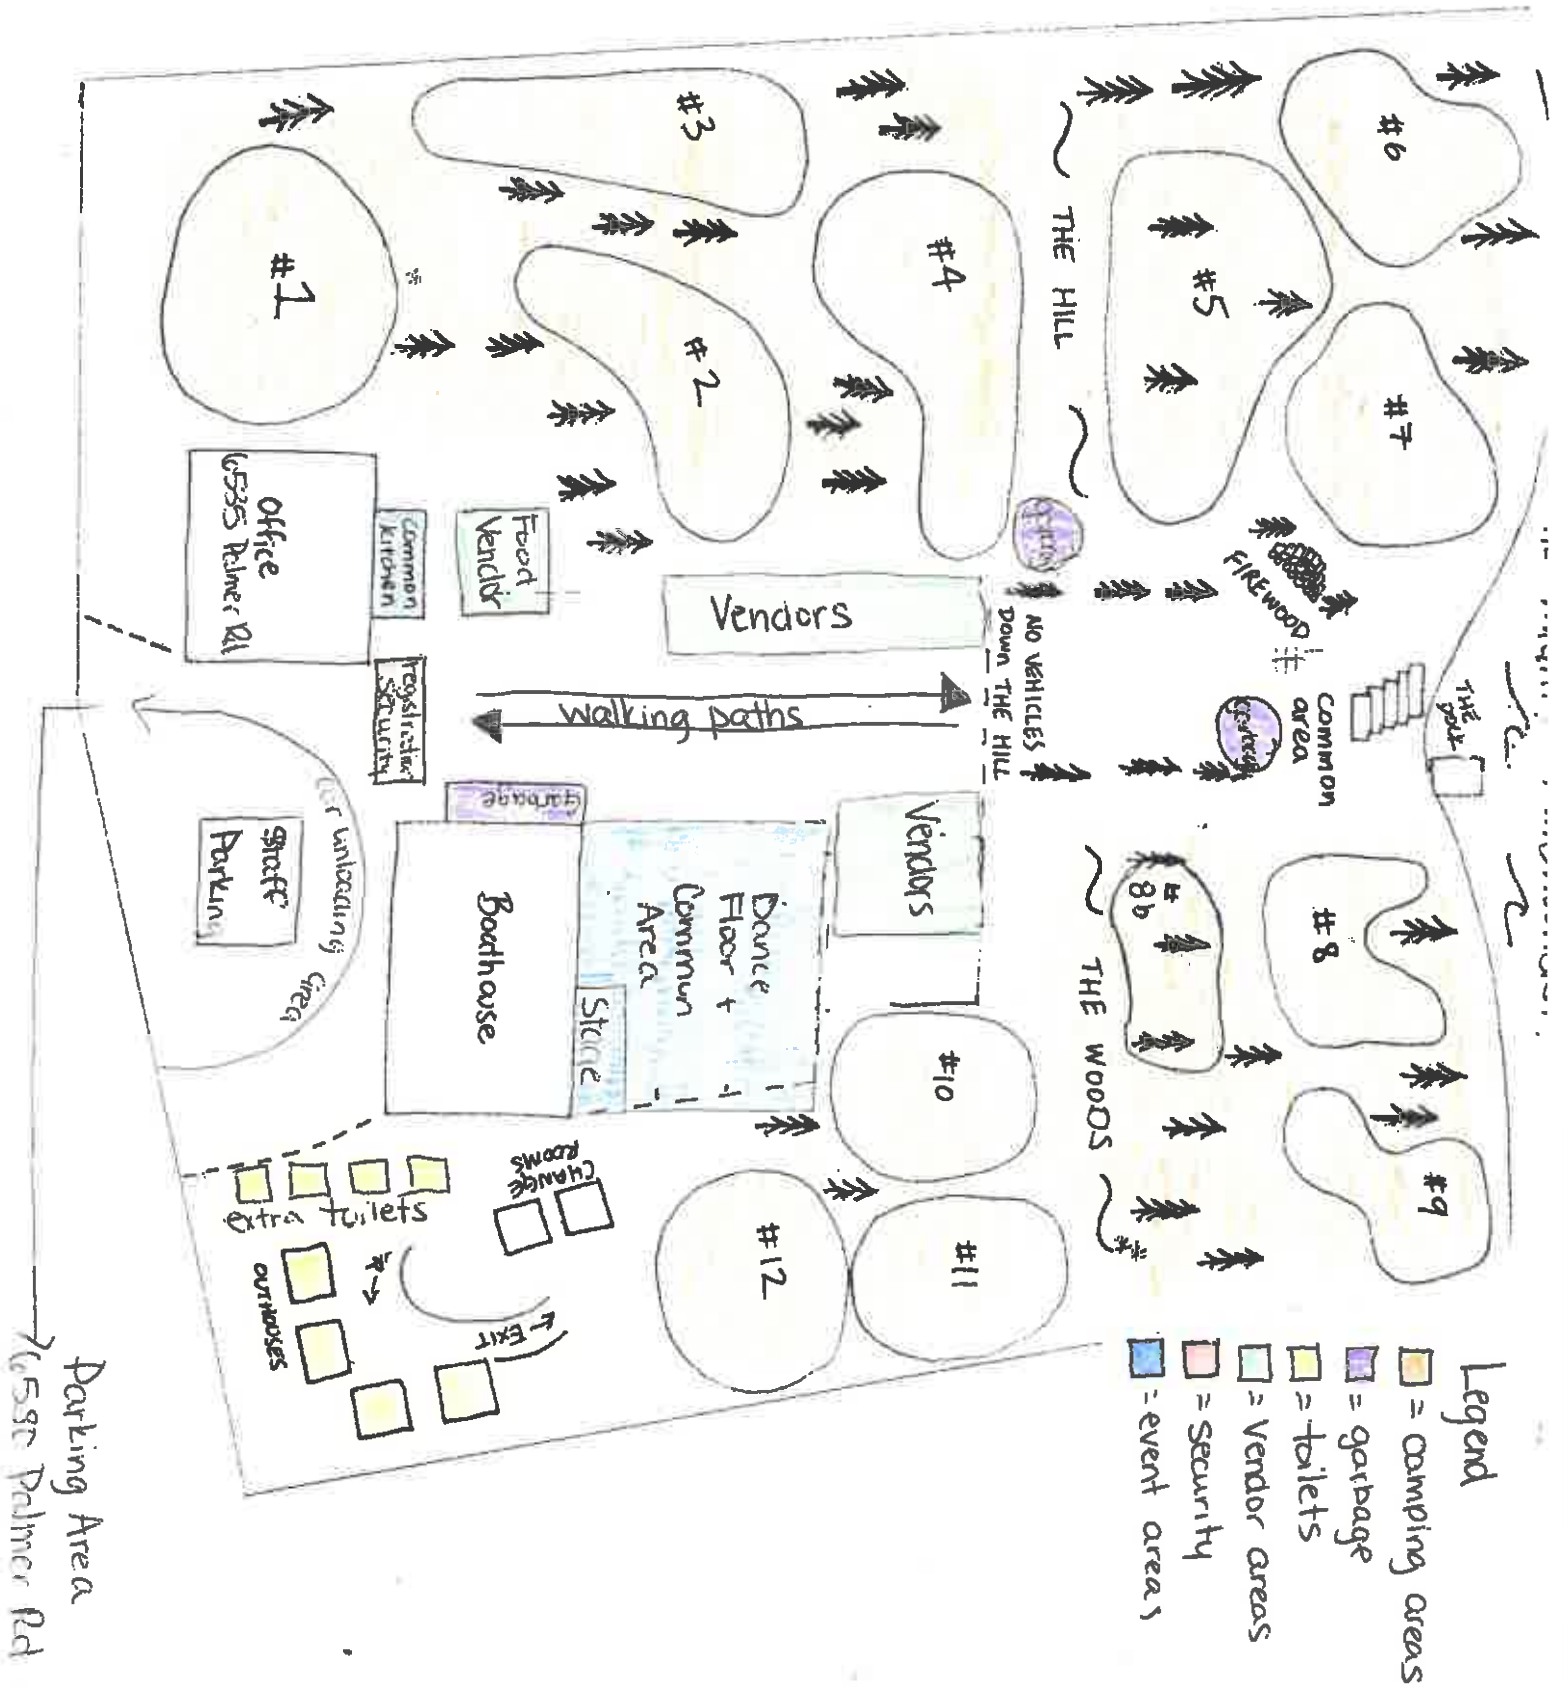 #6
#3
#5
#4
#7
#1
#2
THE HILL
Office
6535 Palmer Rd
common
kitchen
Food
Vendor
Vendors
FIREWOOD
NO VEHICLES
DOWN THE HILL
registration
security
walking paths
common
area
THE
garbage
Staff
Parking
car unloading area
Boathouse
Stage
Dance
Floor +
Commun
Area
Vendors
#
8b
#8
THE WOODS
#9
#10
#11
#12
CHANGE
ROOMS
extra toilets
OUTHOUSES
← EXIT
Legend
= camping areas
= garbage
= toilets
= vendor areas
= security
= event areas
Parking Area
Palmer Rd